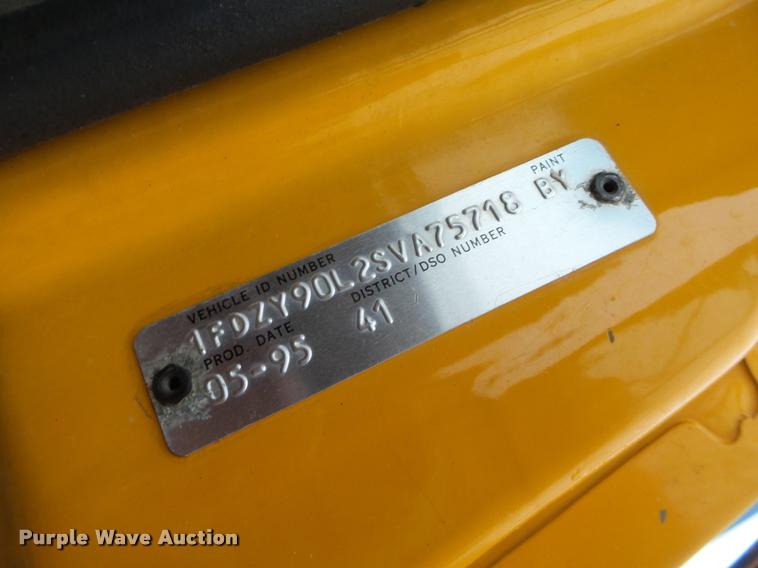 VEHICLE ID NUMBER PAINT
1FDZY90L2SVA75718 BY
PROD. DATE DISTRICT/DSO NUMBER
05-95 41
Purple Wave Auction